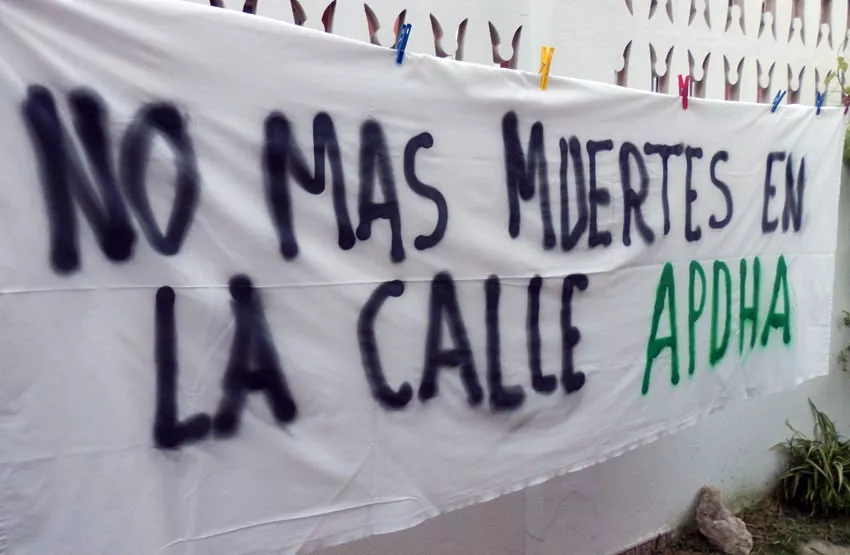 NO MAS MUERTES EN
LA CALLE APDHA